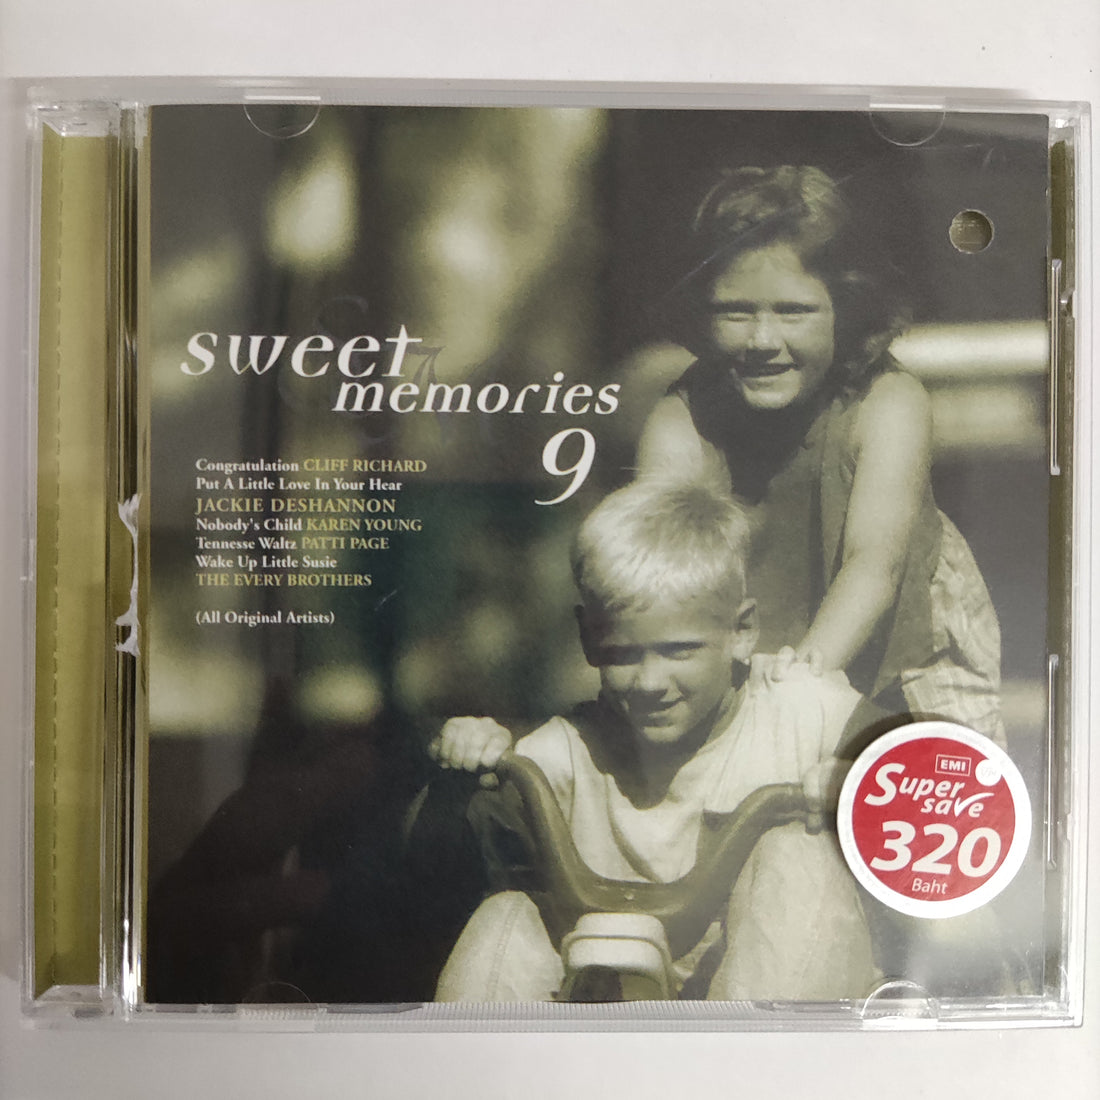 sweet
memories
9
Congratulation CLIFF RICHARD
Put A Little Love In Your Hear
JACKIE DESHANNON
Nobody's Child KAREN YOUNG
Tennesse Waltz PATTI PAGE
Wake Up Little Susie
THE EVERY BROTHERS
(All Original Artists)
EMI
Super
save
320
Baht